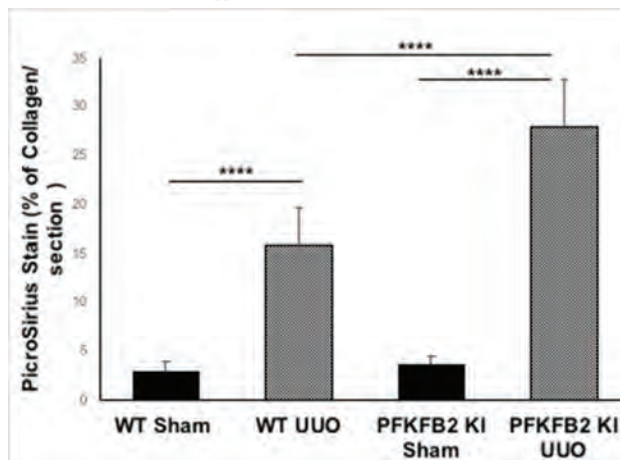 PicroSirius Stain (% of Collagen/
section )
35
30
25
20
15
10
5
0
****
****
****
WT Sham
WT UUO
PFKFB2 KI
Sham
PFKFB2 KI
UUO